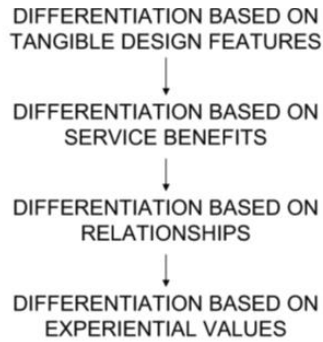 DIFFERENTIATION BASED ON
TANGIBLE DESIGN FEATURES
DIFFERENTIATION BASED ON
SERVICE BENEFITS
DIFFERENTIATION BASED ON
RELATIONSHIPS
DIFFERENTIATION BASED ON
EXPERIENTIAL VALUES